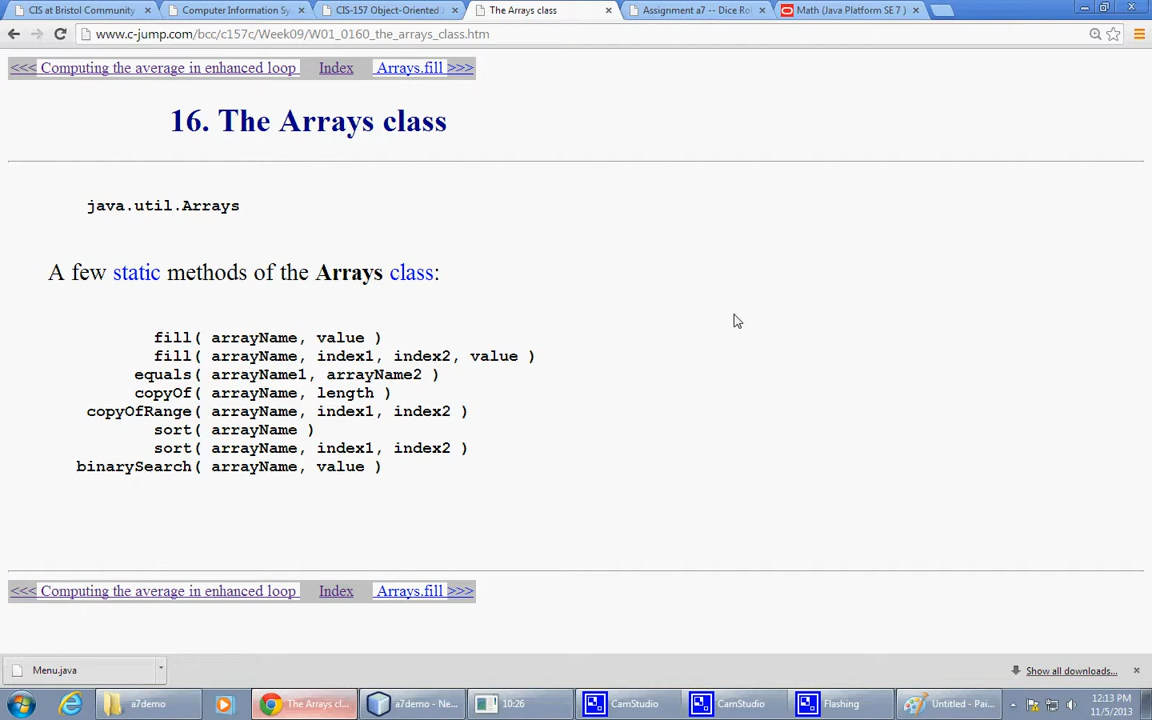 CIS at Bristol Community
Computer Information Sy
CIS-157 Object-Oriented J
The Arrays class
Assignment a7 -- Dice Ro
Math (Java Platform SE 7 )
www.c-jump.com/bcc/c157c/Week09/W01_0160_the_arrays_class.htm
<<< Computing the average in enhanced loop Index Arrays.fill >>>
16. The Arrays class
java.util.Arrays
A few static methods of the Arrays class:
fill( arrayName, value )
fill( arrayName, index1, index2, value )
equals( arrayName1, arrayName2 )
copyOf( arrayName, length )
copyOfRange( arrayName, index1, index2 )
sort( arrayName )
sort( arrayName, index1, index2 )
binarySearch( arrayName, value )
<<< Computing the average in enhanced loop Index Arrays.fill >>>
Menu.java
Show all downloads...
a7demo
The Arrays cl...
a7demo - Ne...
10:26
CamStudio
CamStudio
Flashing
Untitled - Pai...
12:13 PM
11/5/2013